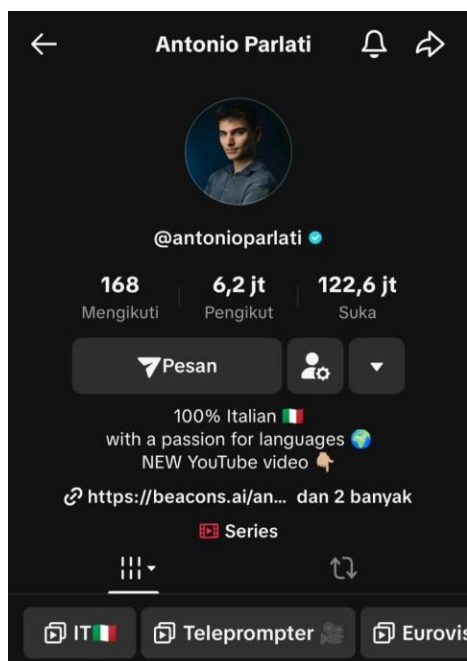 Antonio Parlati
@antonioparlati
168 6,2 jt 122,6 jt
Mengikuti Pengikut Suka
Pesan
100% Italian 🇮🇹
with a passion for languages 🌍
NEW YouTube video 👇🏼
https://beacons.ai/an... dan 2 banyak
Series
IT🇮🇹 Teleprompter 🎥 Eurovis